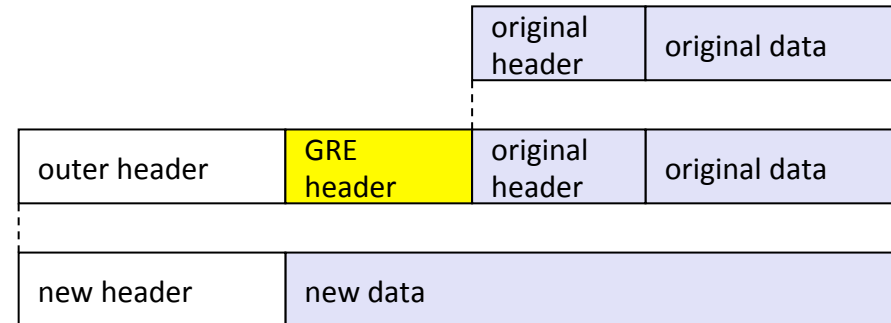 original
header
original data
outer header
GRE
header
original
header
original data
new header
new data